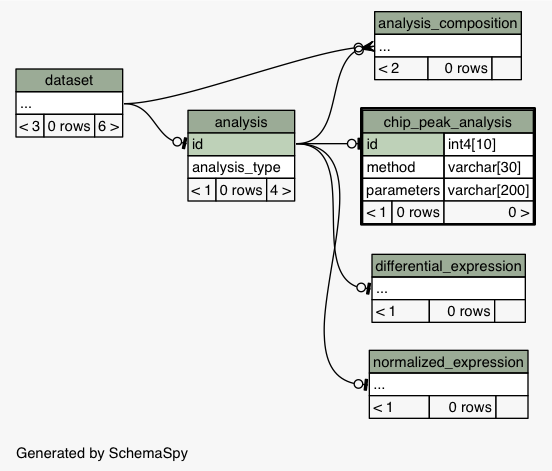 analysis_composition
...
< 2 0 rows
dataset
...
< 3 0 rows 6 >
analysis
id
analysis_type
< 1 0 rows 4 >
chip_peak_analysis
id int4[10]
method varchar[30]
parameters varchar[200]
< 1 0 rows 0 >
differential_expression
...
< 1 0 rows
normalized_expression
...
< 1 0 rows
Generated by SchemaSpy